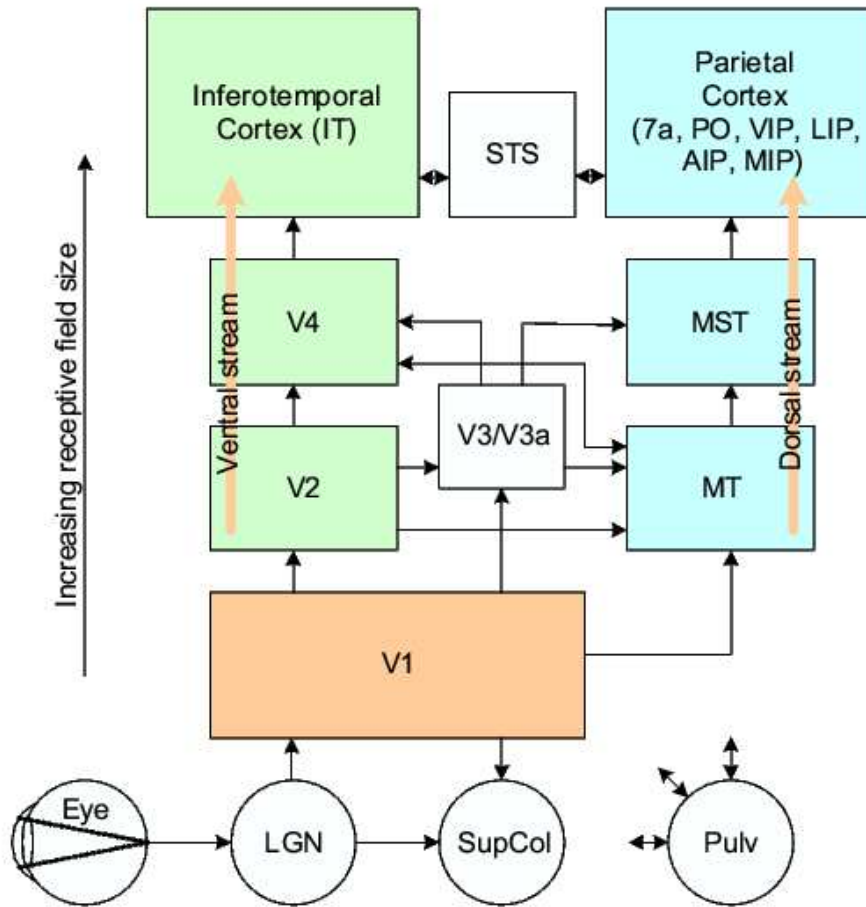 Inferotemporal
Cortex (IT)
STS
Parietal
Cortex
(7a, PO, VIP, LIP,
AIP, MIP)
Increasing receptive field size
Ventral stream
V4
MST
Dorsal stream
V3/V3a
V2
MT
V1
Eye
LGN
SupCol
Pulv